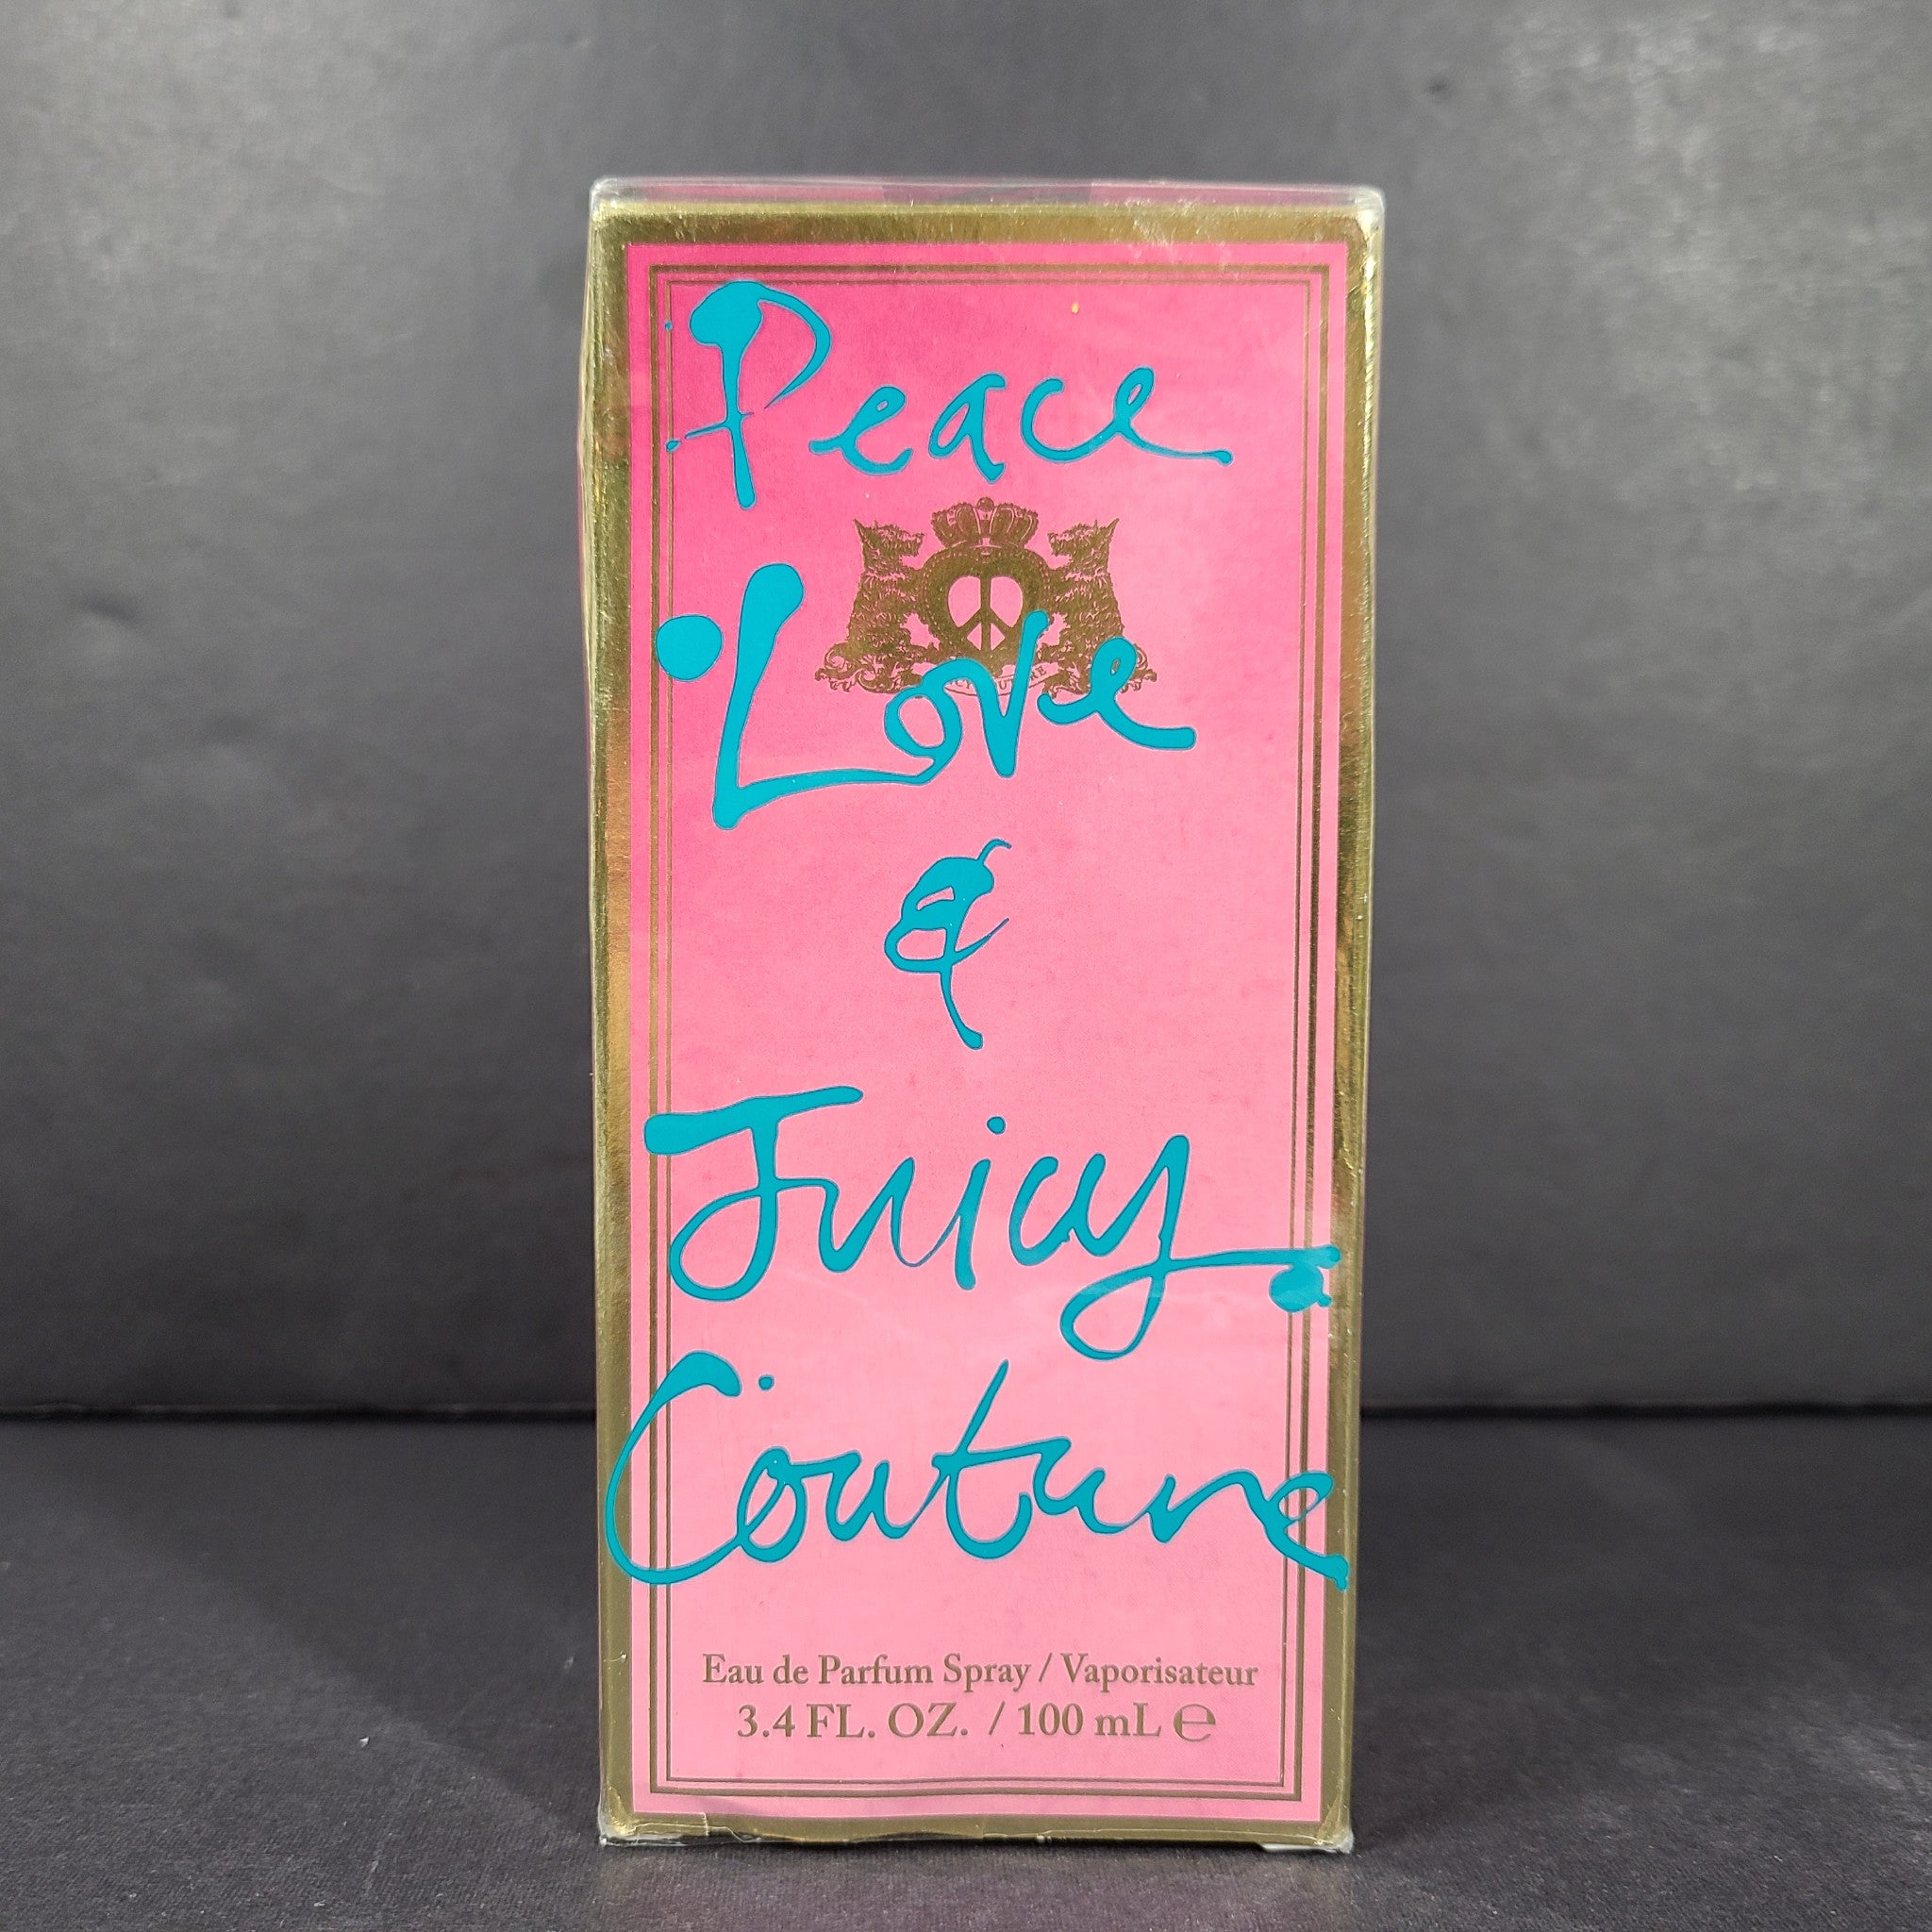 Peace
Love
&
Juicy
Couture
Eau de Parfum Spray / Vaporisateur
3.4 FL. OZ. / 100 mL ℮